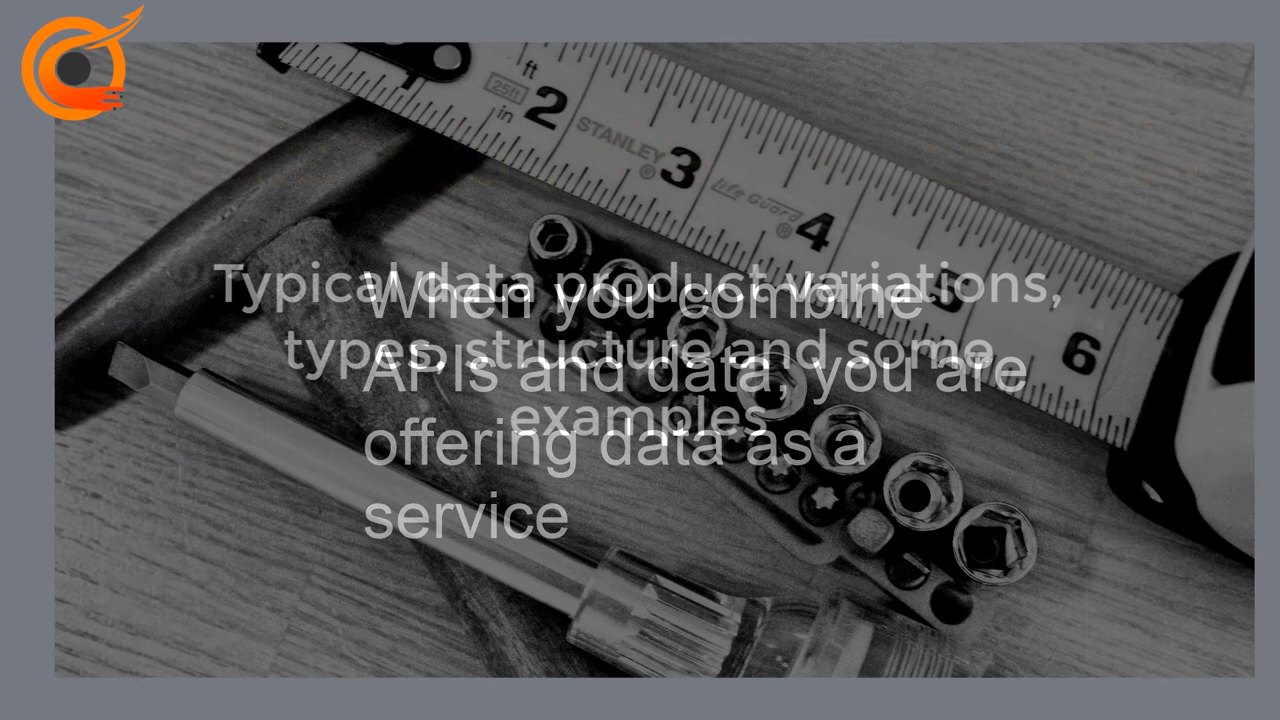 ft
25ft
in
2
STANLEY®
3
Life Guard®
4
5
6
Typical data product variations,
types, structure and some
examples
When you combine
APIs and data, you are
offering data as a
service